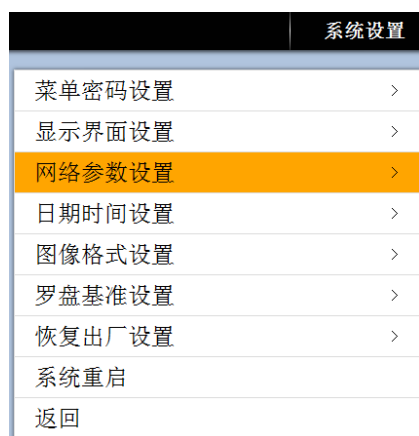 系统设置
菜单密码设置
显示界面设置
网络参数设置
日期时间设置
图像格式设置
罗盘基准设置
恢复出厂设置
系统重启
返回